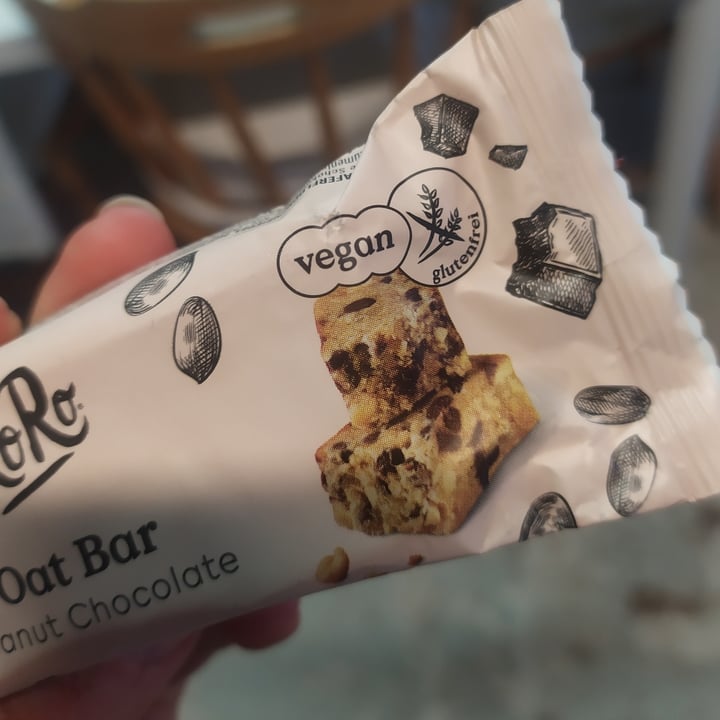 vegan
glutenfrei
oRo
Oat Bar
anut Chocolate